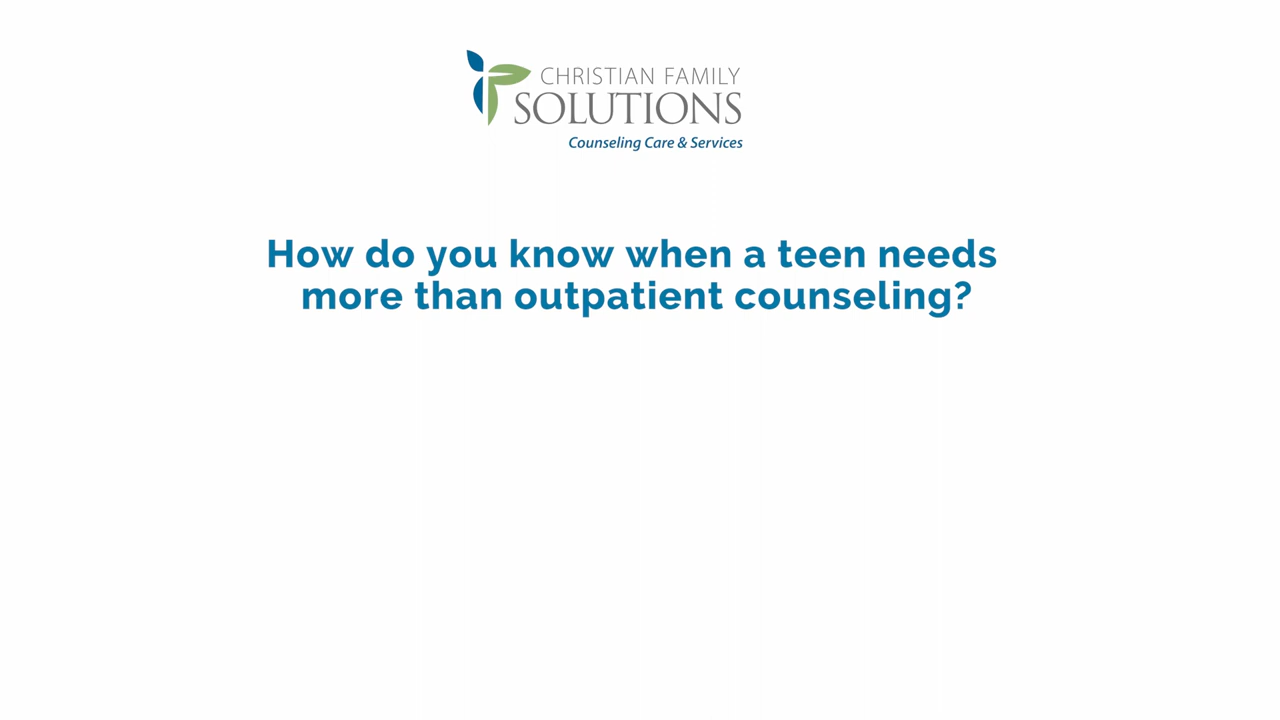 CHRISTIAN FAMILY
SOLUTIONS
Counseling Care & Services
How do you know when a teen needs
more than outpatient counseling?